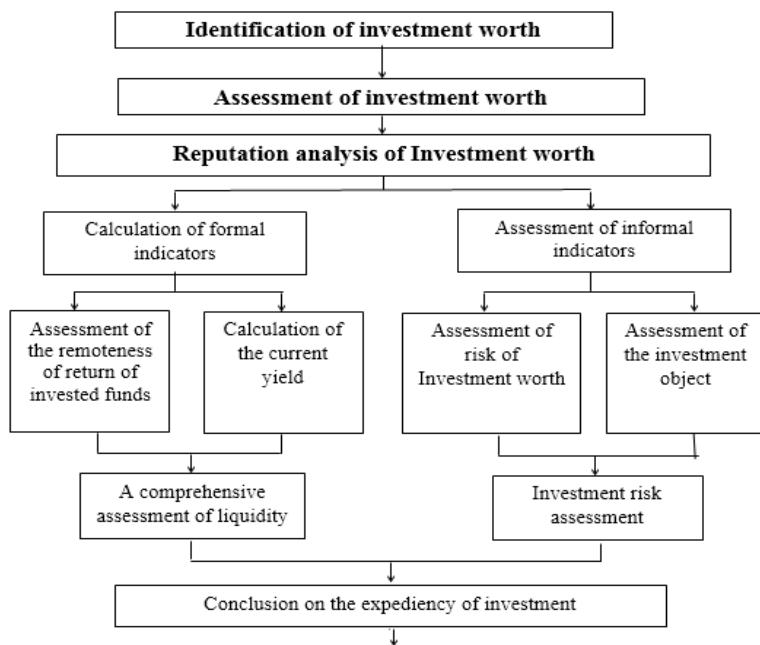 Identification of investment worth
Assessment of investment worth
Reputation analysis of Investment worth
Calculation of formal
indicators
Assessment of informal
indicators
Assessment of
the remoteness
of return of
invested funds
Calculation of
the current
yield
Assessment of
risk of
Investment worth
Assessment of
the investment
object
A comprehensive
assessment of liquidity
Investment risk
assessment
Conclusion on the expediency of investment